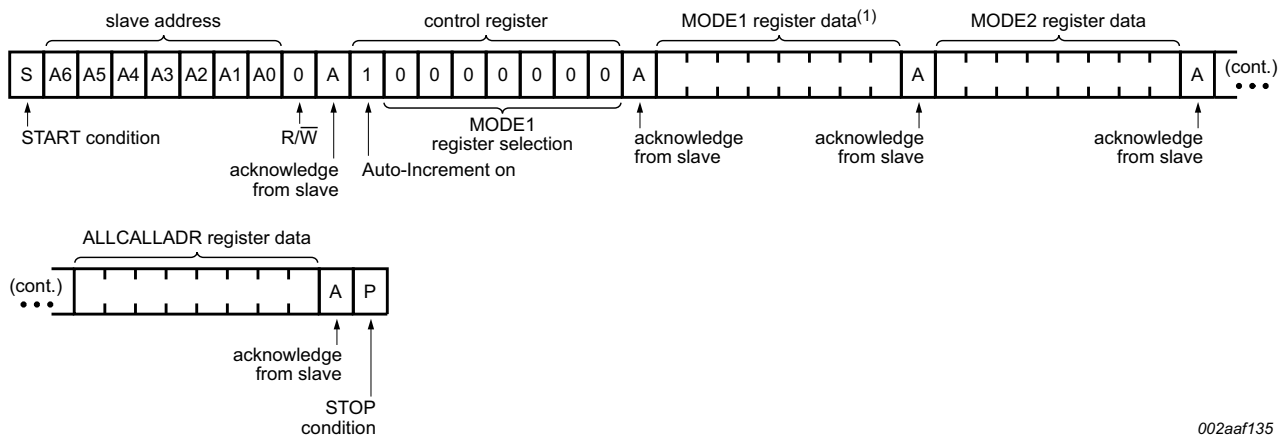 slave address control register MODE1 register data(1) MODE2 register data
S A6 A5 A4 A3 A2 A1 A0 0 A 1 0 0 0 0 0 0 0 A A A (cont.)
START condition R/W̅ MODE1 register selection acknowledge from slave acknowledge from slave acknowledge from slave
acknowledge from slave Auto-Increment on
ALLCALLADR register data
(cont.) A P
acknowledge from slave
STOP condition
002aaf135